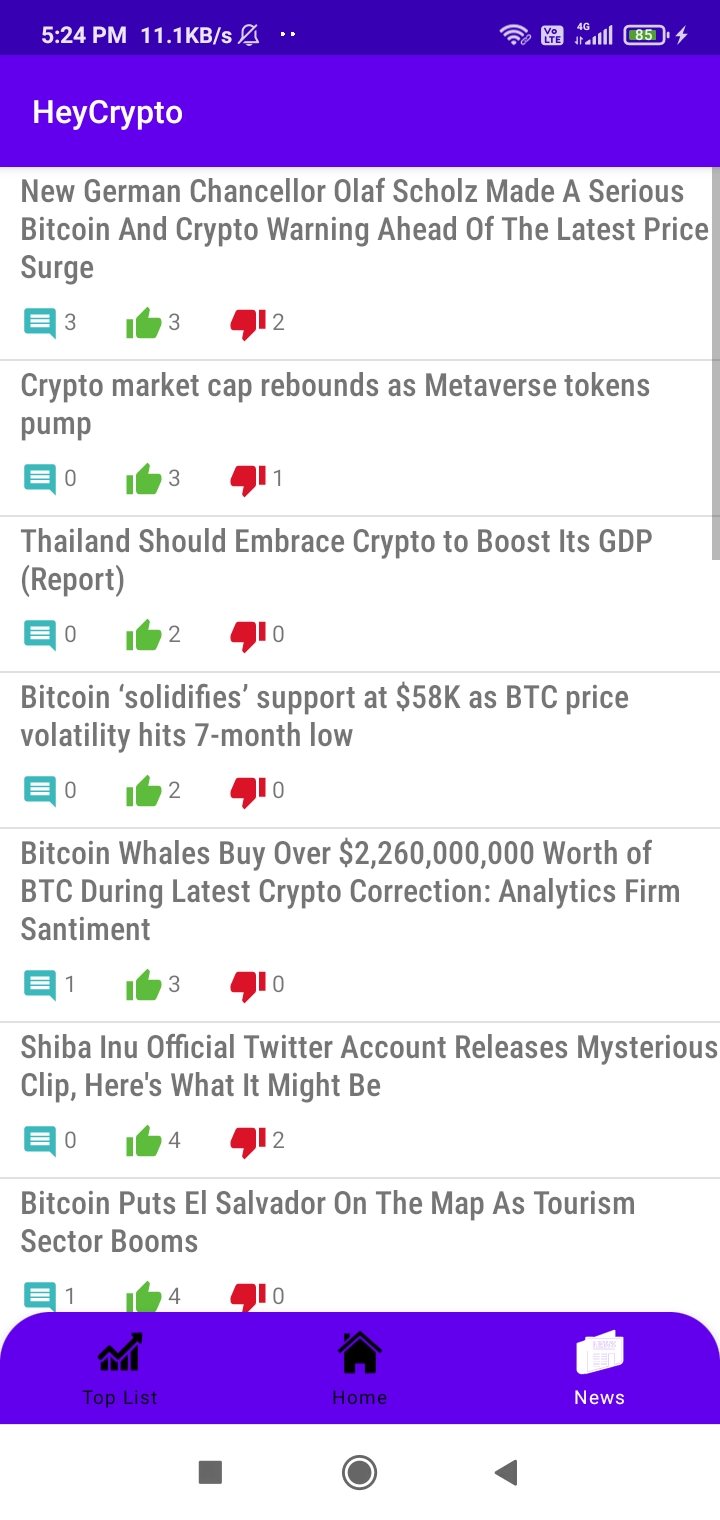 5:24 PM 11.1KB/s 4G 85
Vo
LTE
HeyCrypto
New German Chancellor Olaf Scholz Made A Serious
Bitcoin And Crypto Warning Ahead Of The Latest Price
Surge
3 3 2
Crypto market cap rebounds as Metaverse tokens
pump
0 3 1
Thailand Should Embrace Crypto to Boost Its GDP
(Report)
0 2 0
Bitcoin ‘solidifies’ support at $58K as BTC price
volatility hits 7-month low
0 2 0
Bitcoin Whales Buy Over $2,260,000,000 Worth of
BTC During Latest Crypto Correction: Analytics Firm
Santiment
1 3 0
Shiba Inu Official Twitter Account Releases Mysterious
Clip, Here's What It Might Be
0 4 2
Bitcoin Puts El Salvador On The Map As Tourism
Sector Booms
1 4 0
Top List Home News